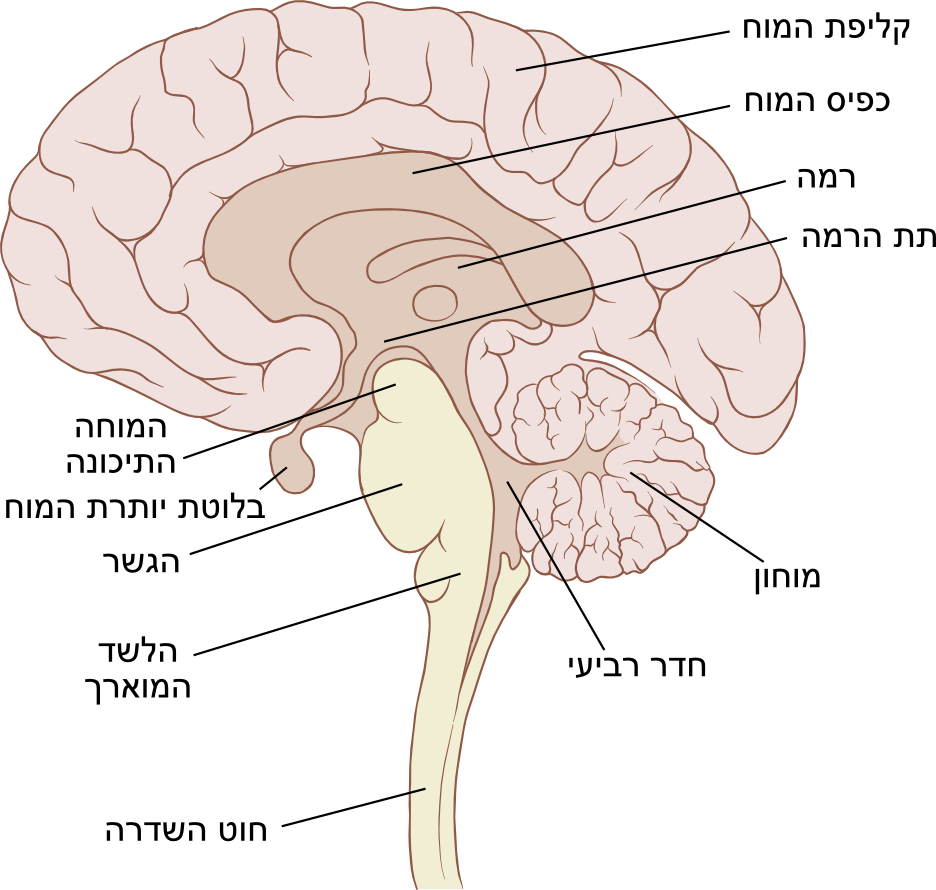 קליפת המוח
כפיס המוח
רמה
תת הרמה
המוחה
התיכונה
בלוטת יותרת המוח
הגשר
מוחון
הלשד
המוארך
חדר רביעי
חוט השדרה